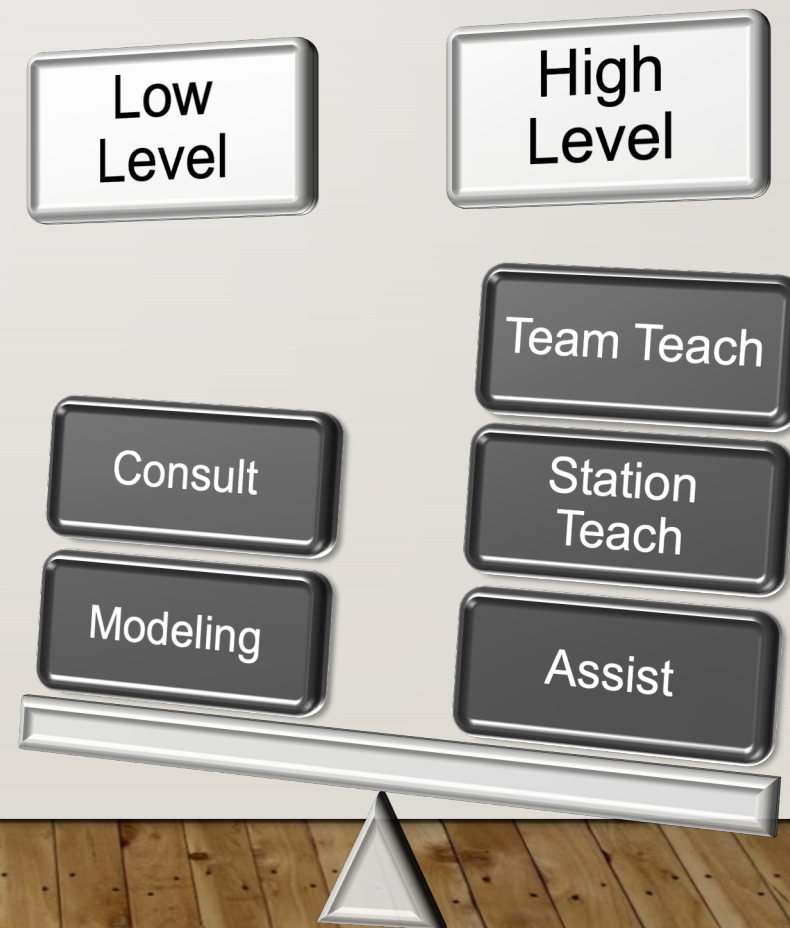 Low
Level
High
Level
Consult
Modeling
Team Teach
Station
Teach
Assist